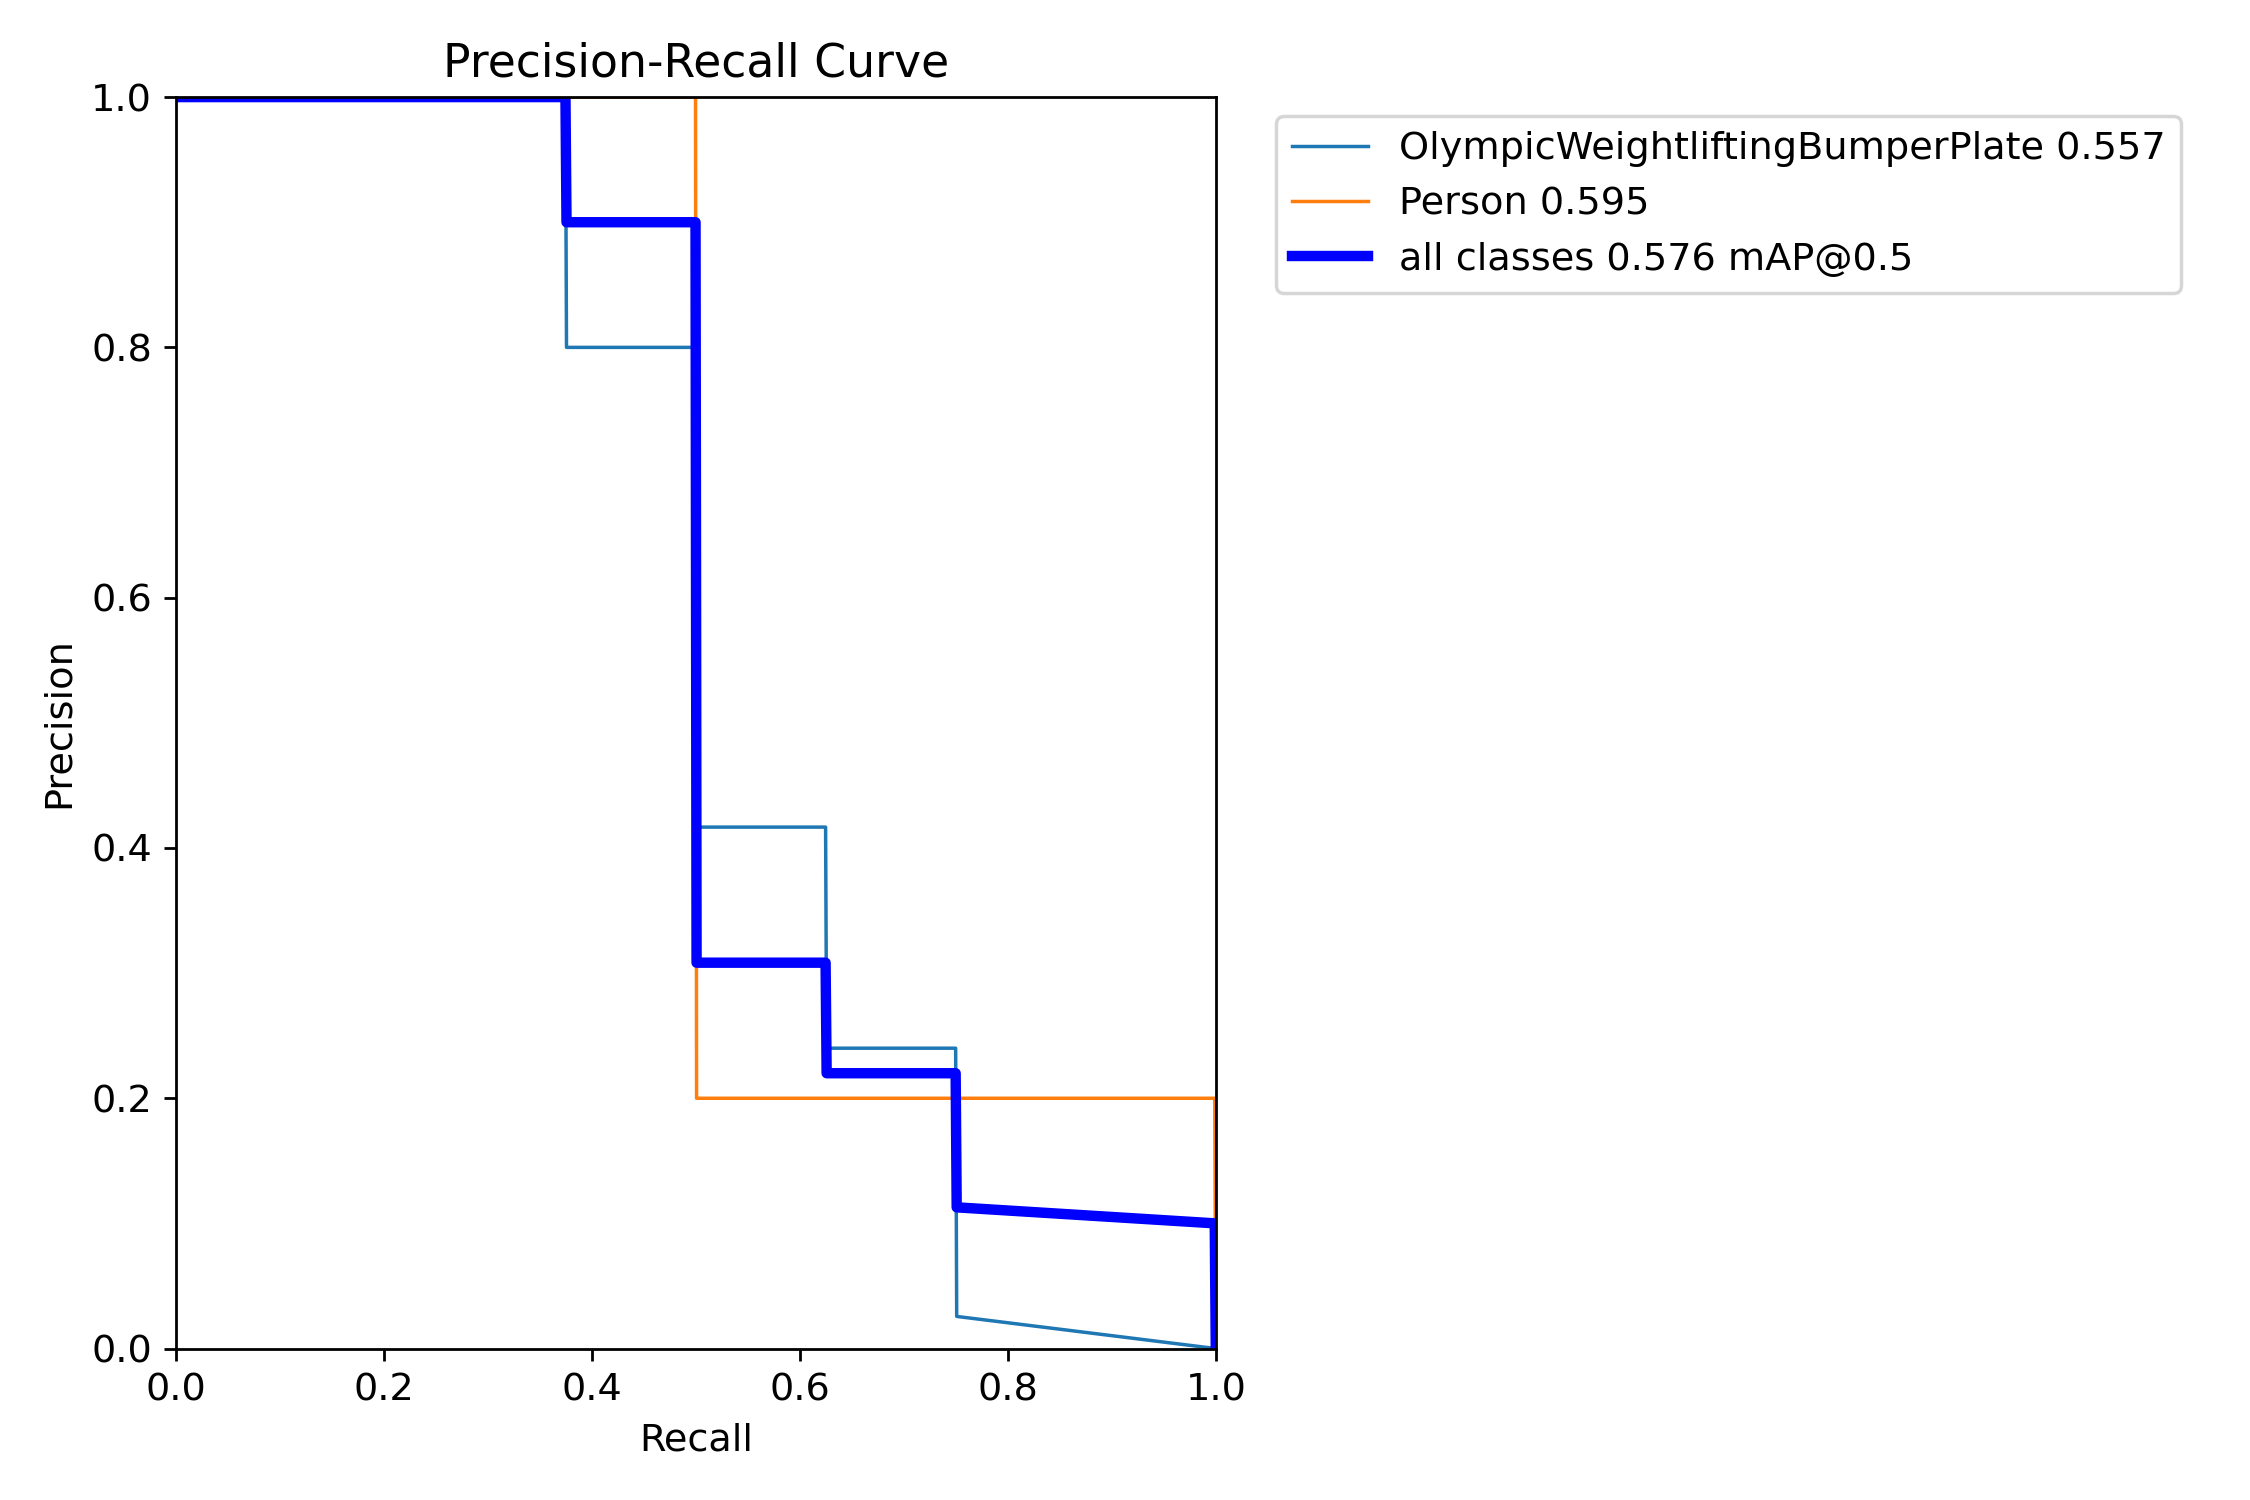 Precision-Recall Curve
1.0
0.8
0.6
0.4
0.2
0.0
Precision
0.0 0.2 0.4 0.6 0.8 1.0
Recall
OlympicWeightliftingBumperPlate 0.557
Person 0.595
all classes 0.576 mAP@0.5